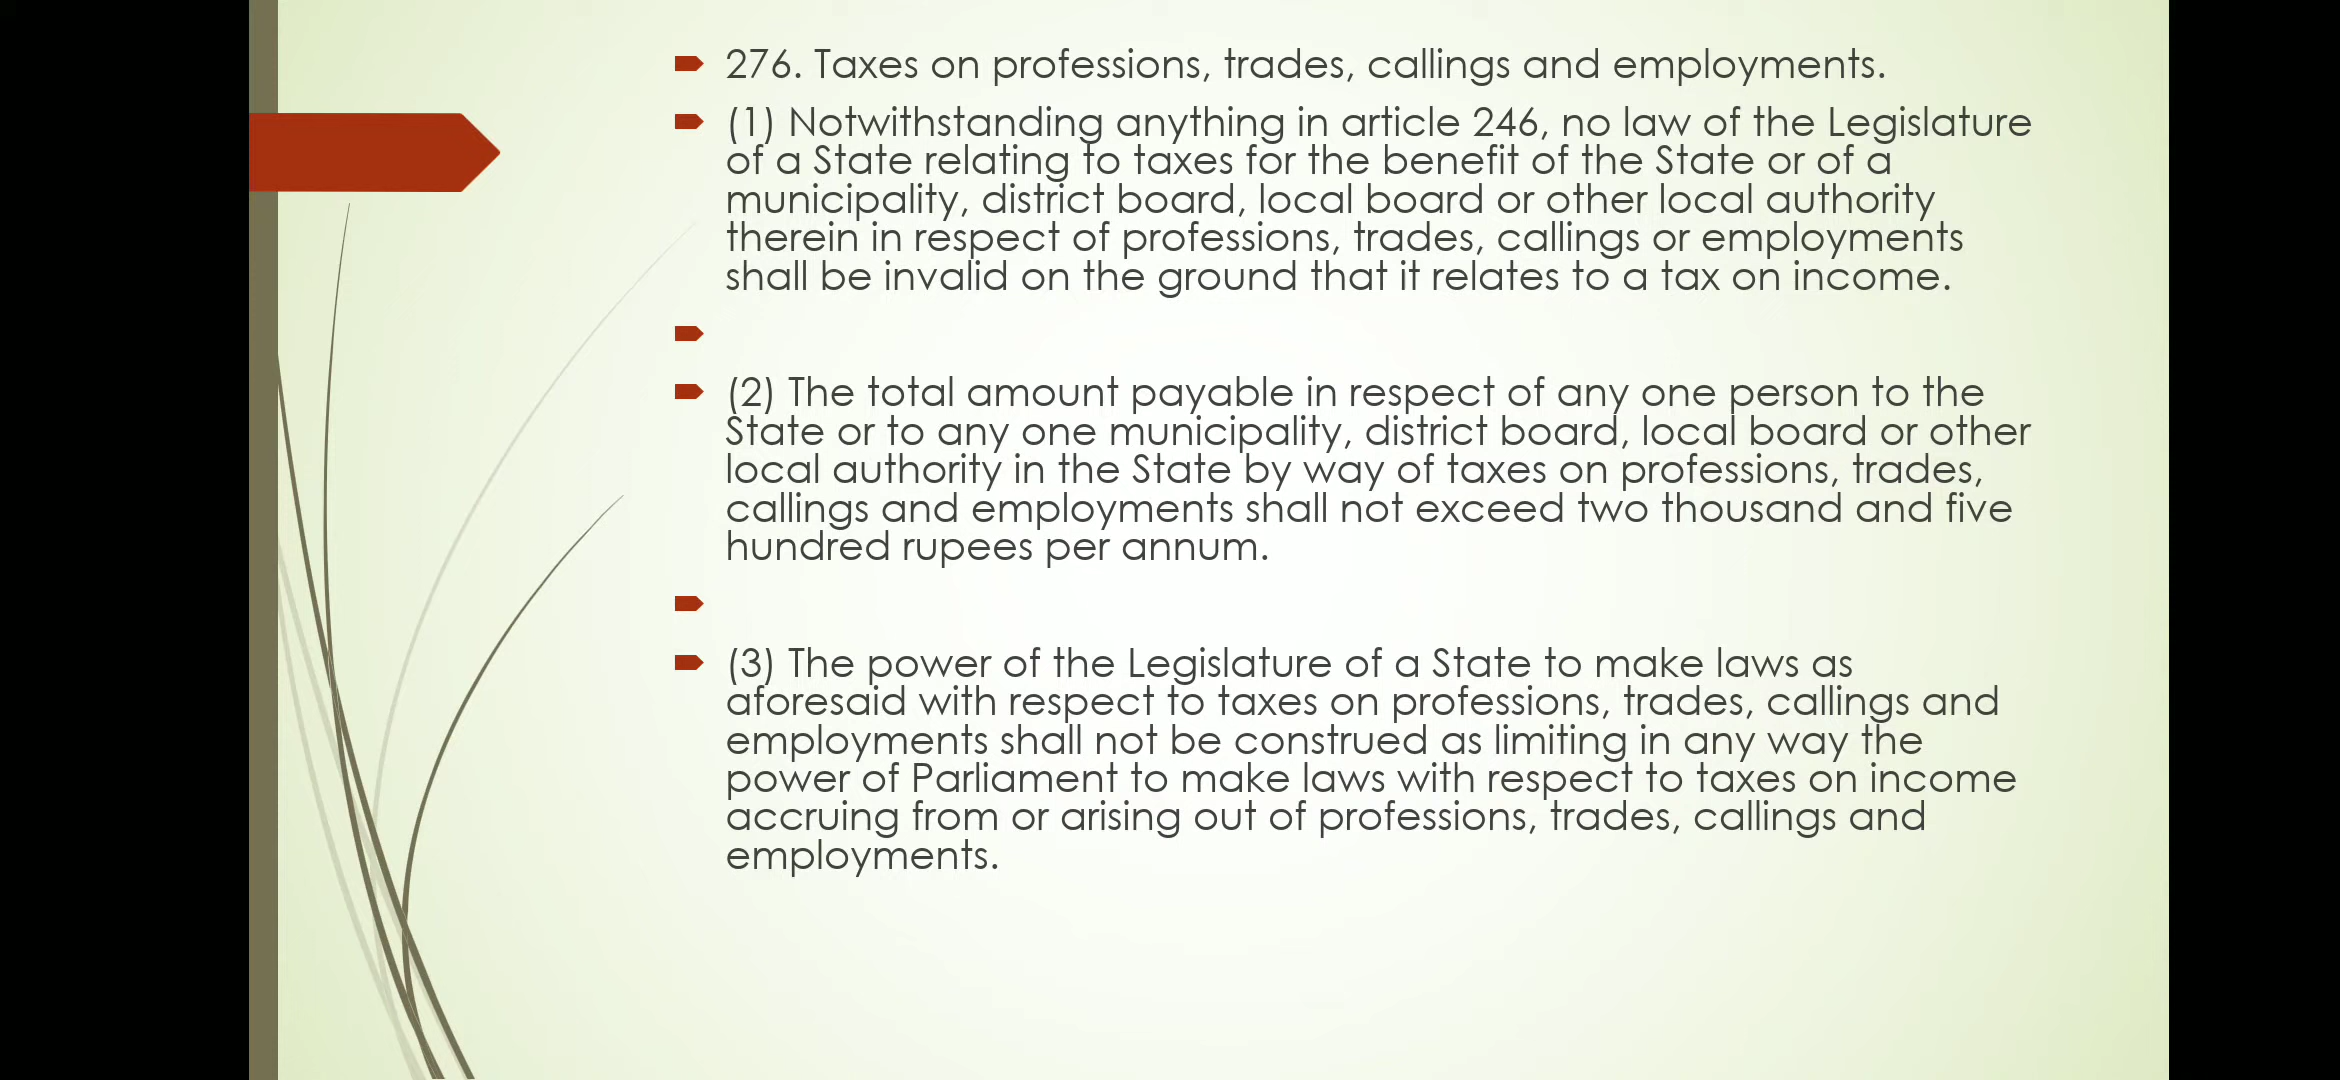 276. Taxes on professions, trades, callings and employments.
(1) Notwithstanding anything in article 246, no law of the Legislature
of a State relating to taxes for the benefit of the State or of a
municipality, district board, local board or other local authority
therein in respect of professions, trades, callings or employments
shall be invalid on the ground that it relates to a tax on income.
(2) The total amount payable in respect of any one person to the
State or to any one municipality, district board, local board or other
local authority in the State by way of taxes on professions, trades,
callings and employments shall not exceed two thousand and five
hundred rupees per annum.
(3) The power of the Legislature of a State to make laws as
aforesaid with respect to taxes on professions, trades, callings and
employments shall not be construed as limiting in any way the
power of Parliament to make laws with respect to taxes on income
accruing from or arising out of professions, trades, callings and
employments.